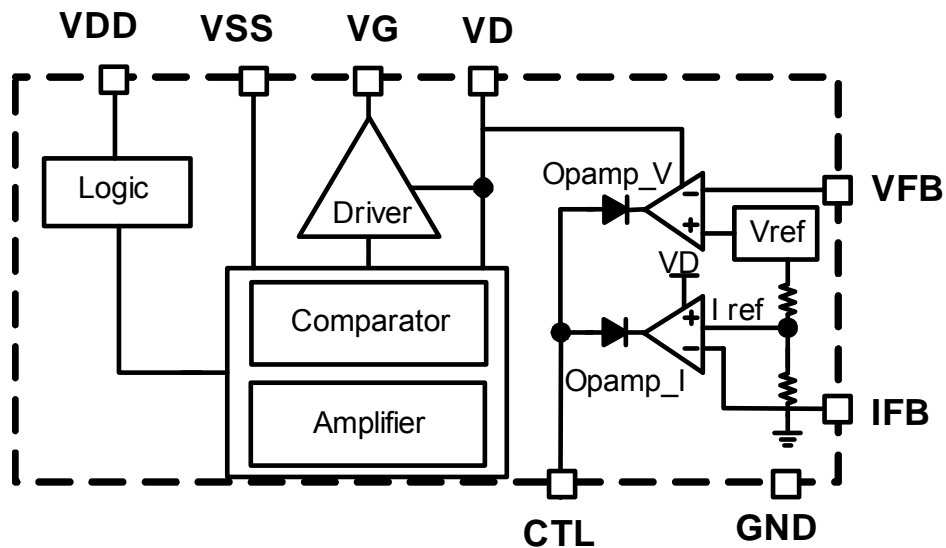 VDD VSS VG VD
Logic
Driver
Opamp_V
VFB
Vref
VD
Comparator
I ref
Opamp_I
Amplifier
IFB
CTL GND